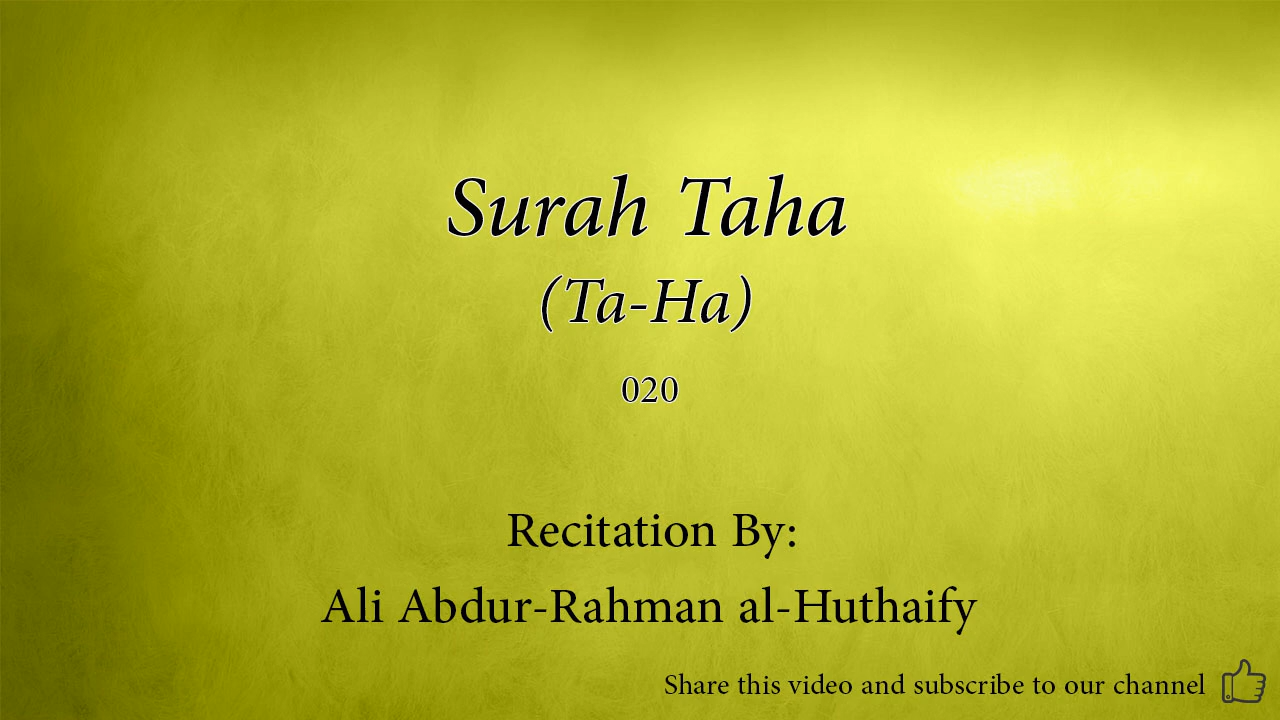 Surah Taha
(Ta-Ha)
020
Recitation By:
Ali Abdur-Rahman al-Huthaify
Share this video and subscribe to our channel